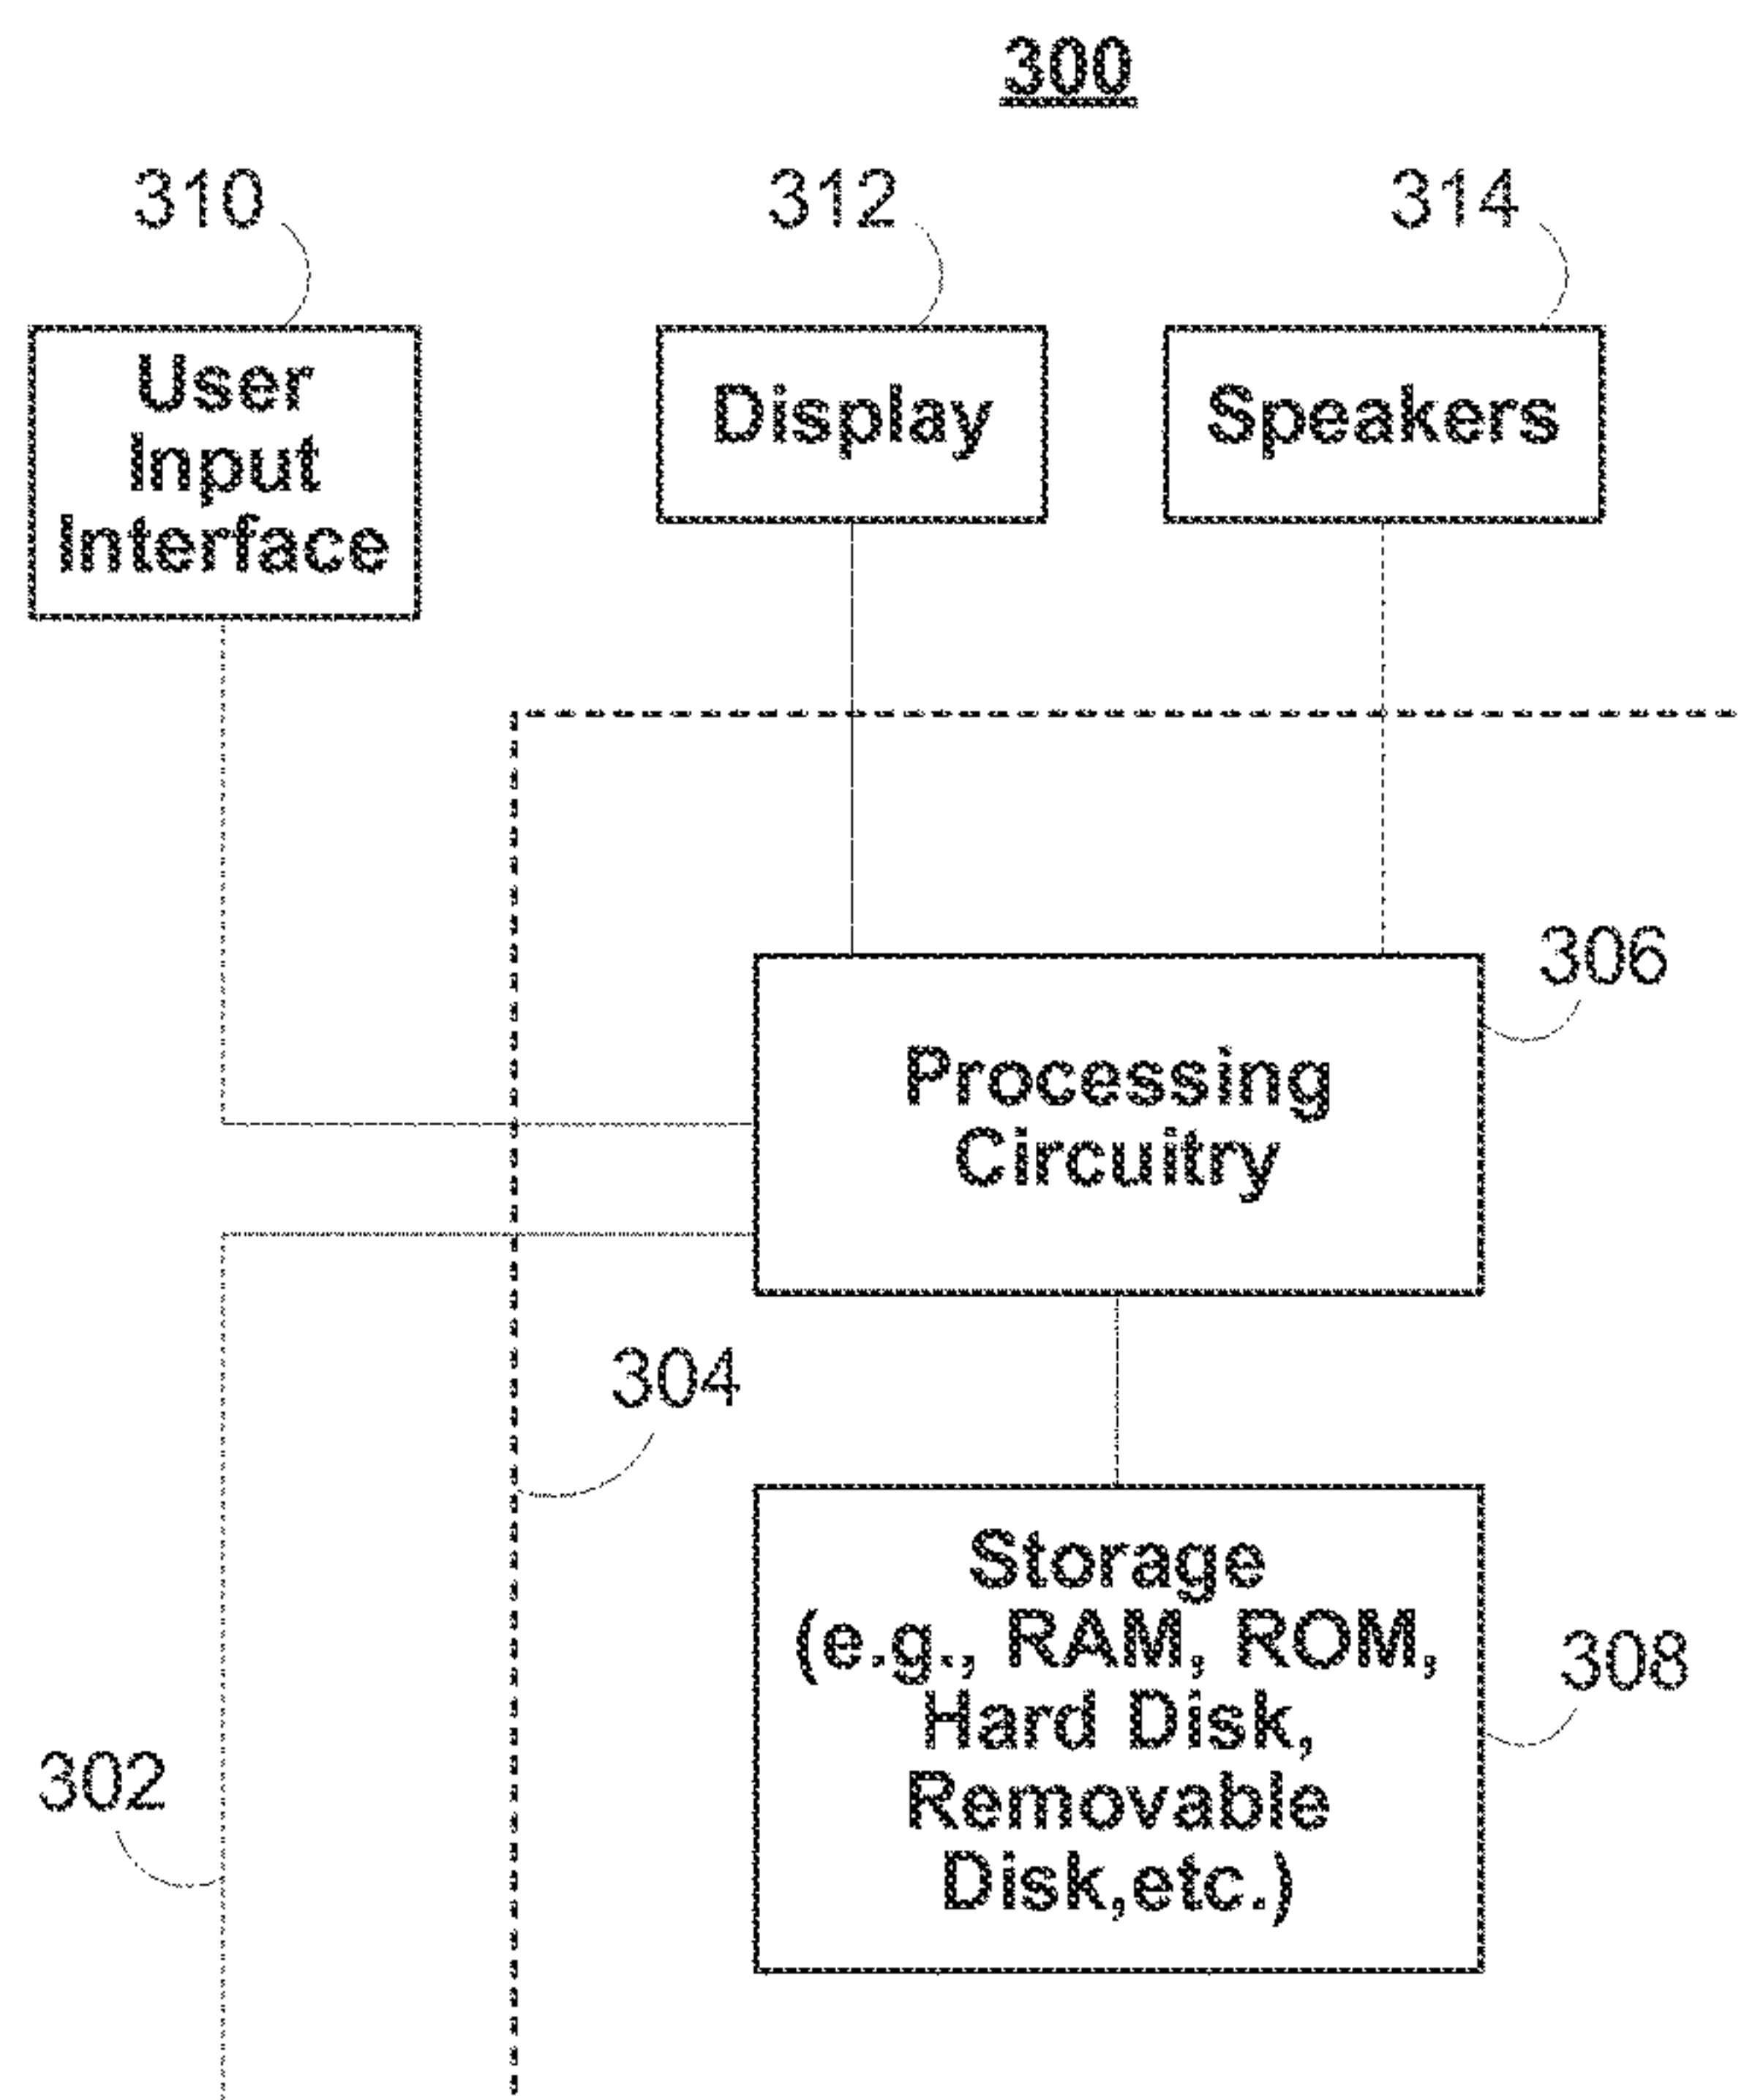 300
310
312
314
User
Input
Interface
Display
Speakers
306
Processing
Circuitry
304
Storage
(e.g., RAM, ROM,
Hard Disk,
Removable
Disk,etc.)
308
302